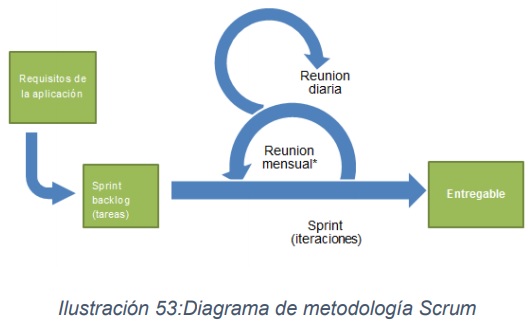 Requisitos de
la aplicación
Reunion
diaria
Reunion
mensual*
Sprint
backlog
(tareas)
Entregable
Sprint
(iteraciones)
Ilustración 53:Diagrama de metodología Scrum